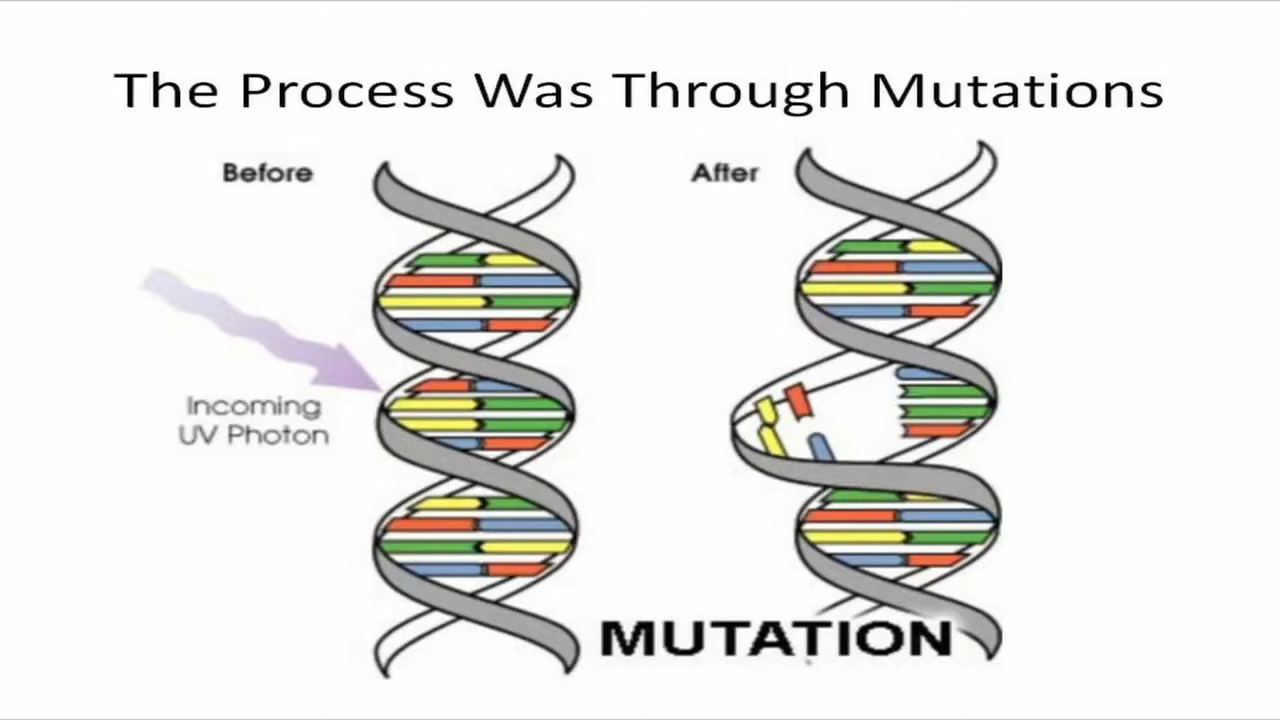 The Process Was Through Mutations
Before
After
Incoming
UV Photon
MUTATION